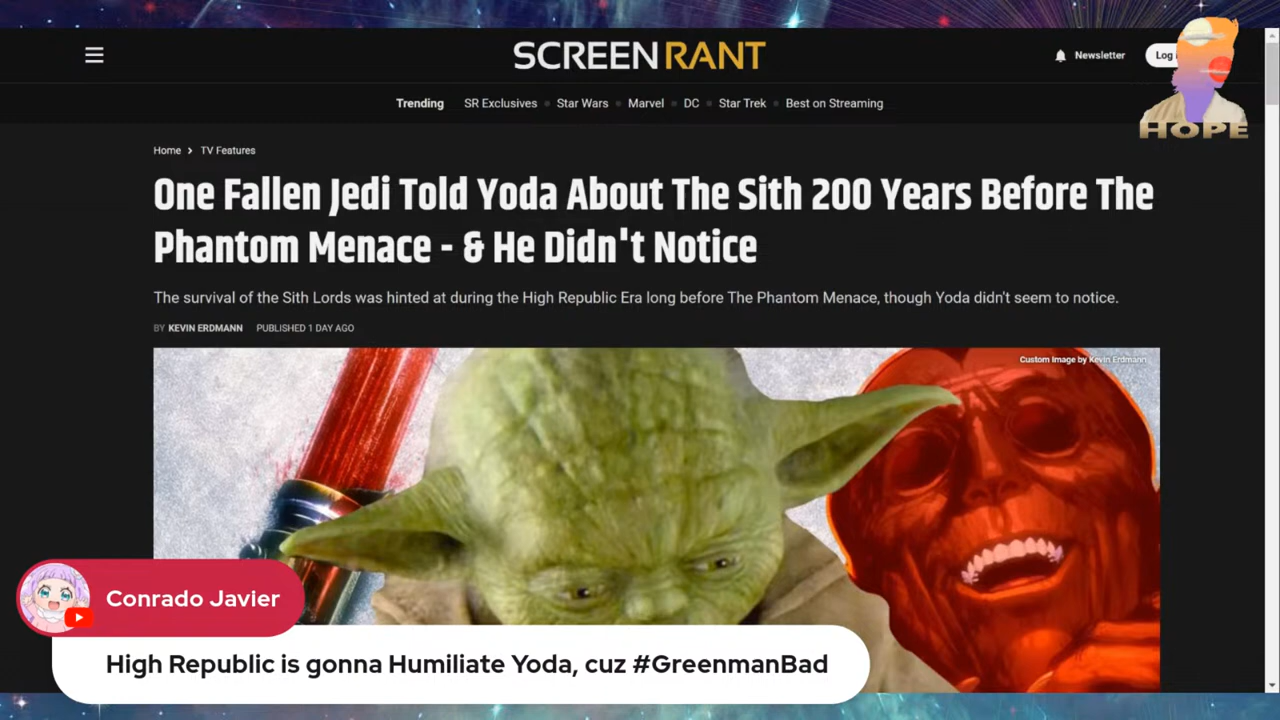 SCREENRANT
Newsletter
Log
HOPE
Trending SR Exclusives Star Wars Marvel DC Star Trek Best on Streaming
Home > TV Features
One Fallen Jedi Told Yoda About The Sith 200 Years Before The
Phantom Menace - & He Didn't Notice
The survival of the Sith Lords was hinted at during the High Republic Era long before The Phantom Menace, though Yoda didn't seem to notice.
BY KEVIN ERDMANN PUBLISHED 1 DAY AGO
Custom Image by Kevin Erdmann
Conrado Javier
High Republic is gonna Humiliate Yoda, cuz #GreenmanBad